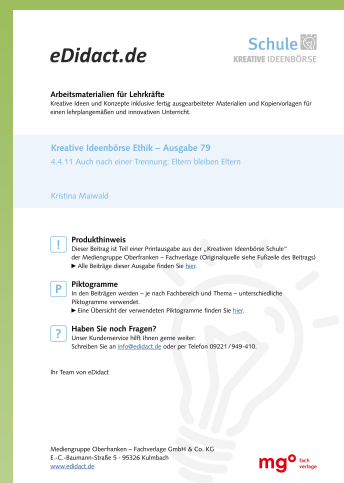 eDidact.de
Schule
KREATIVE IDEENBÖRSE
Arbeitsmaterialien für Lehrkräfte
Kreative Ideen und Konzepte inklusive fertig ausgearbeiteter Materialien und Kopiervorlagen für
einen lehrplangemäßen und innovativen Unterricht.
Kreative Ideenbörse Ethik – Ausgabe 79
4.4.11 Auch nach einer Trennung: Eltern bleiben Eltern
Kristina Maiwald
!
Produkthinweis
Dieser Beitrag ist Teil einer Printausgabe aus der „Kreativen Ideenbörse Schule“
der Mediengruppe Oberfranken – Fachverlage (Originalquelle siehe Fußzeile des Beitrags)
▶ Alle Beiträge dieser Ausgabe finden Sie hier.
P
Piktogramme
In den Beiträgen werden – je nach Fachbereich und Thema – unterschiedliche
Piktogramme verwendet.
▶ Eine Übersicht der verwendeten Piktogramme finden Sie hier.
?
Haben Sie noch Fragen?
Unser Kundenservice hilft Ihnen gerne weiter:
Schreiben Sie an info@edidact.de oder per Telefon 09221/949-410.
Ihr Team von eDidact
Mediengruppe Oberfranken – Fachverlage GmbH & Co. KG
E.-C.-Baumann-Straße 5 · 95326 Kulmbach
www.edidact.de
mgo fach
verlage